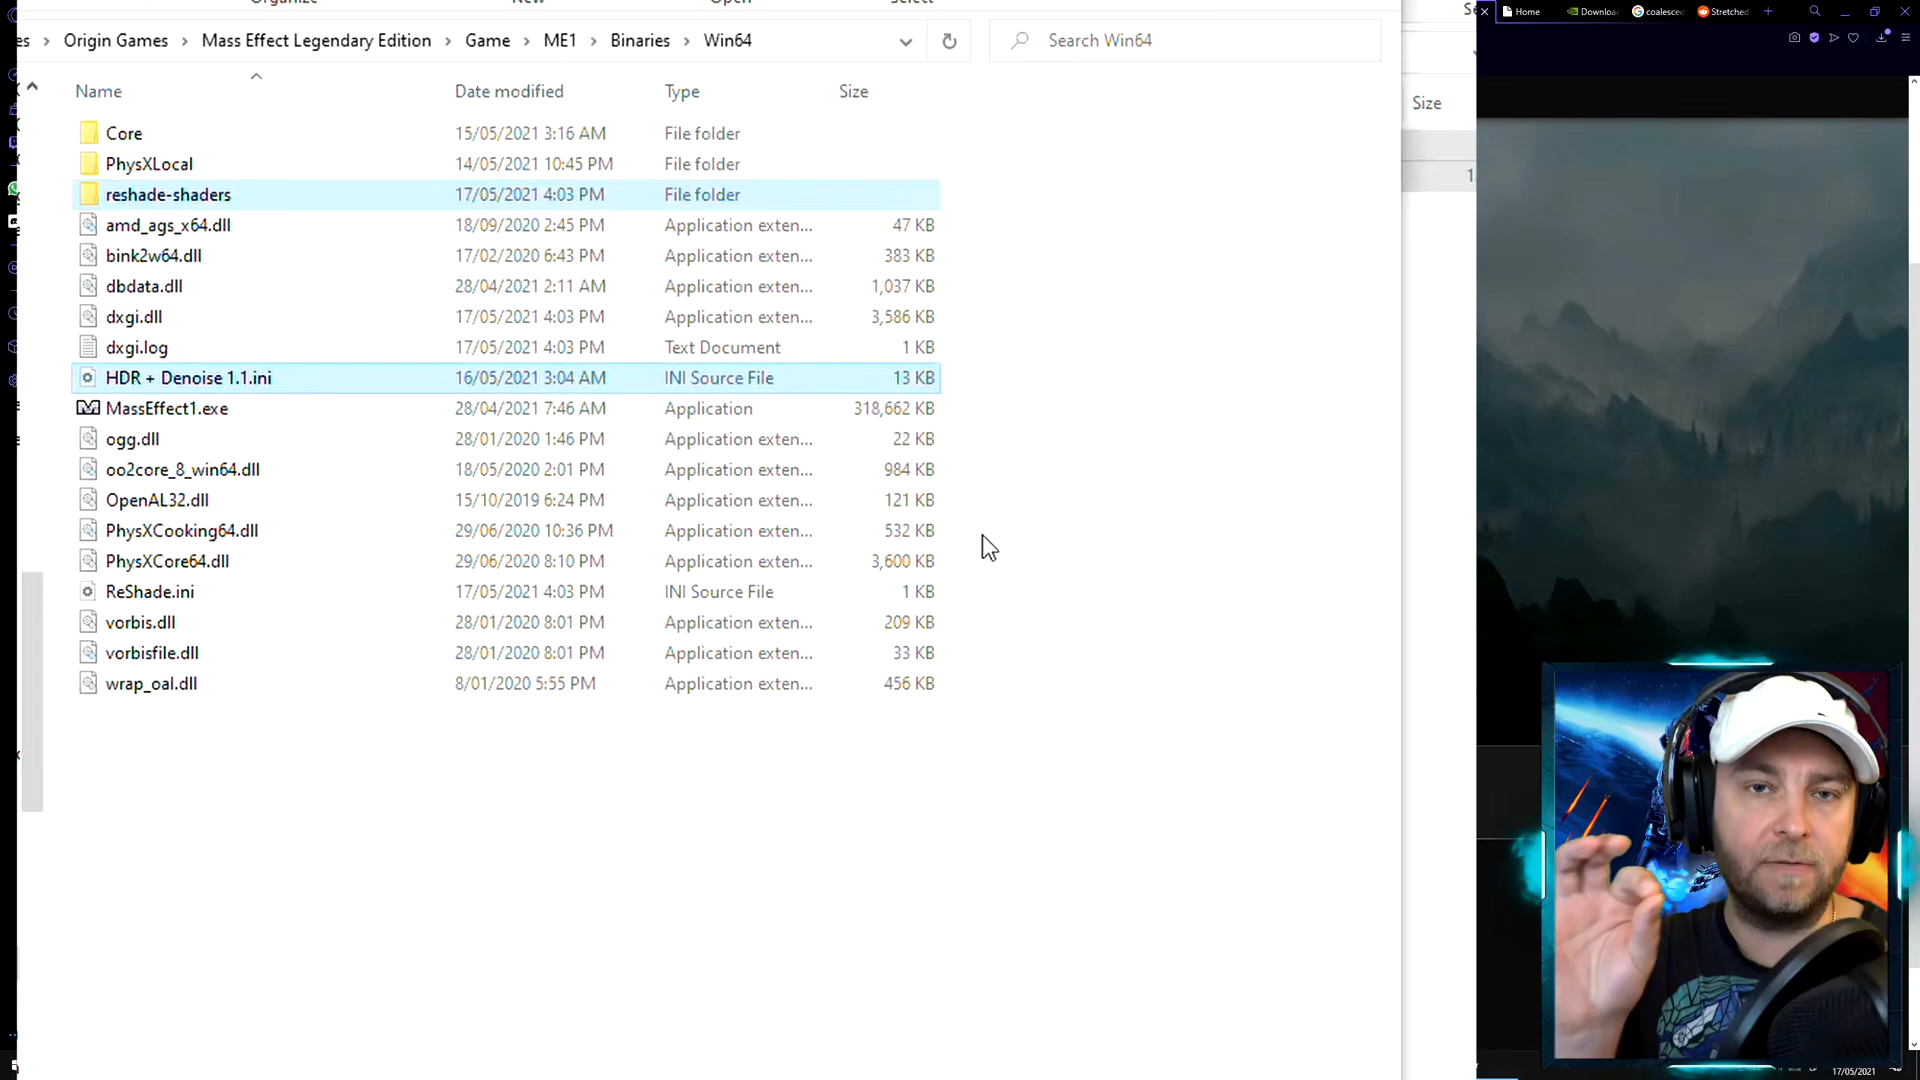 Organize New Open Select
es > Origin Games > Mass Effect Legendary Edition > Game > ME1 > Binaries > Win64
Search Win64
Name Date modified Type Size
Core 15/05/2021 3:16 AM File folder
PhysXLocal 14/05/2021 10:45 PM File folder
reshade-shaders 17/05/2021 4:03 PM File folder
amd_ags_x64.dll 18/09/2020 2:45 PM Application exten... 47 KB
bink2w64.dll 17/02/2020 6:43 PM Application exten... 383 KB
dbdata.dll 28/04/2021 2:11 AM Application exten... 1,037 KB
dxgi.dll 17/05/2021 4:03 PM Application exten... 3,586 KB
dxgi.log 17/05/2021 4:03 PM Text Document 1 KB
HDR + Denoise 1.1.ini 16/05/2021 3:04 AM INI Source File 13 KB
MassEffect1.exe 28/04/2021 7:46 AM Application 318,662 KB
ogg.dll 28/01/2020 1:46 PM Application exten... 22 KB
oo2core_8_win64.dll 18/05/2020 2:01 PM Application exten... 984 KB
OpenAL32.dll 15/10/2019 6:24 PM Application exten... 121 KB
PhysXCooking64.dll 29/06/2020 10:36 PM Application exten... 532 KB
PhysXCore64.dll 29/06/2020 8:10 PM Application exten... 3,600 KB
ReShade.ini 17/05/2021 4:03 PM INI Source File 1 KB
vorbis.dll 28/01/2020 8:01 PM Application exten... 209 KB
vorbisfile.dll 28/01/2020 8:01 PM Application exten... 33 KB
wrap_oal.dll 8/01/2020 5:55 PM Application exten... 456 KB
Size
Home Downloa coalesced Stretched
17/05/2021